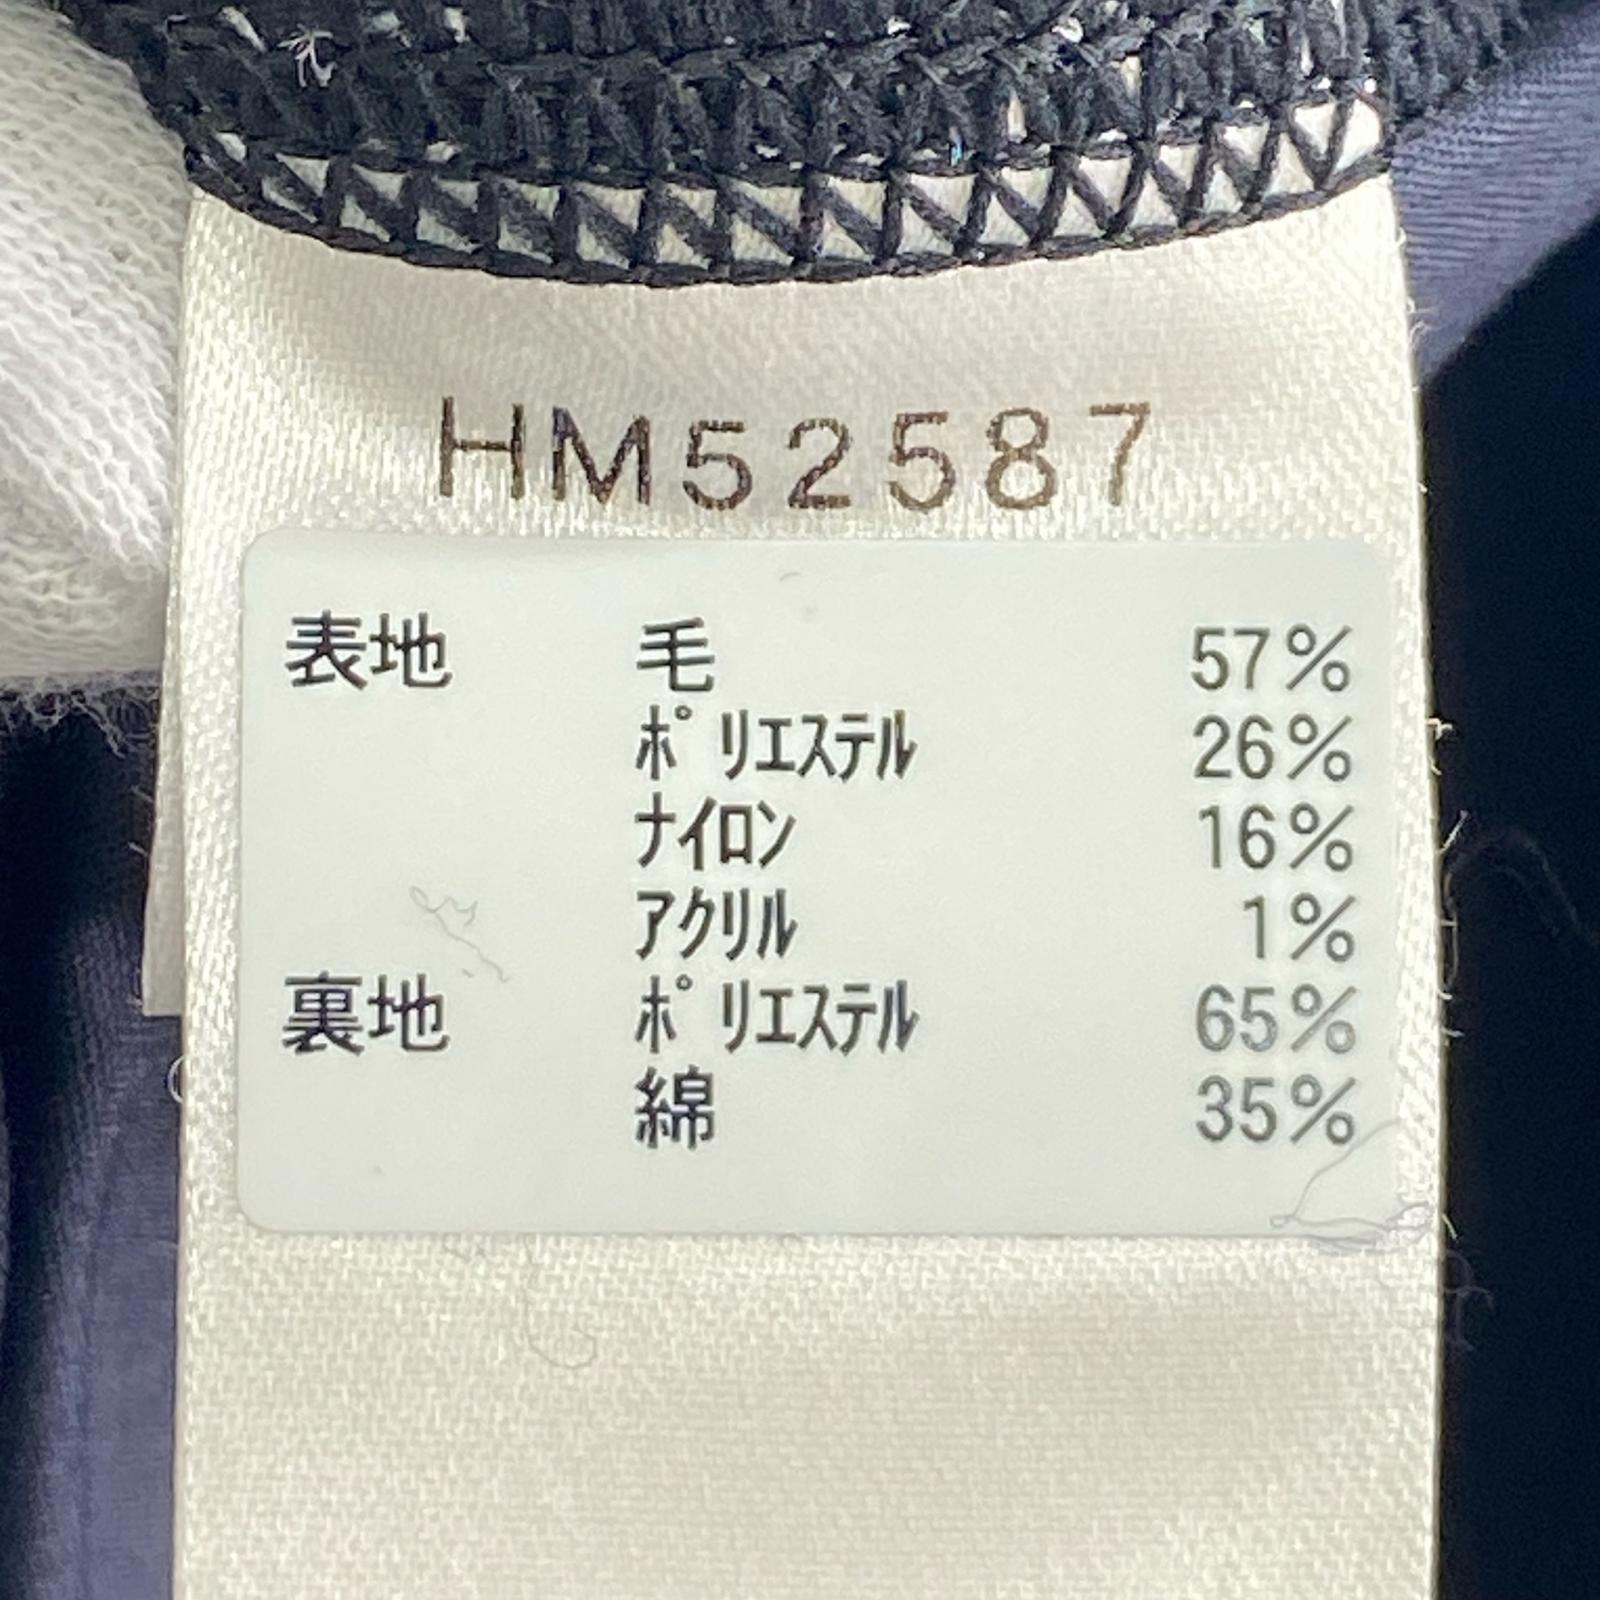 HM52587
表地 毛 57%
ﾎﾟﾘｴｽﾃﾙ 26%
ﾅｲﾛﾝ 16%
ｱｸﾘﾙ 1%
裏地 ﾎﾟﾘｴｽﾃﾙ 65%
綿 35%